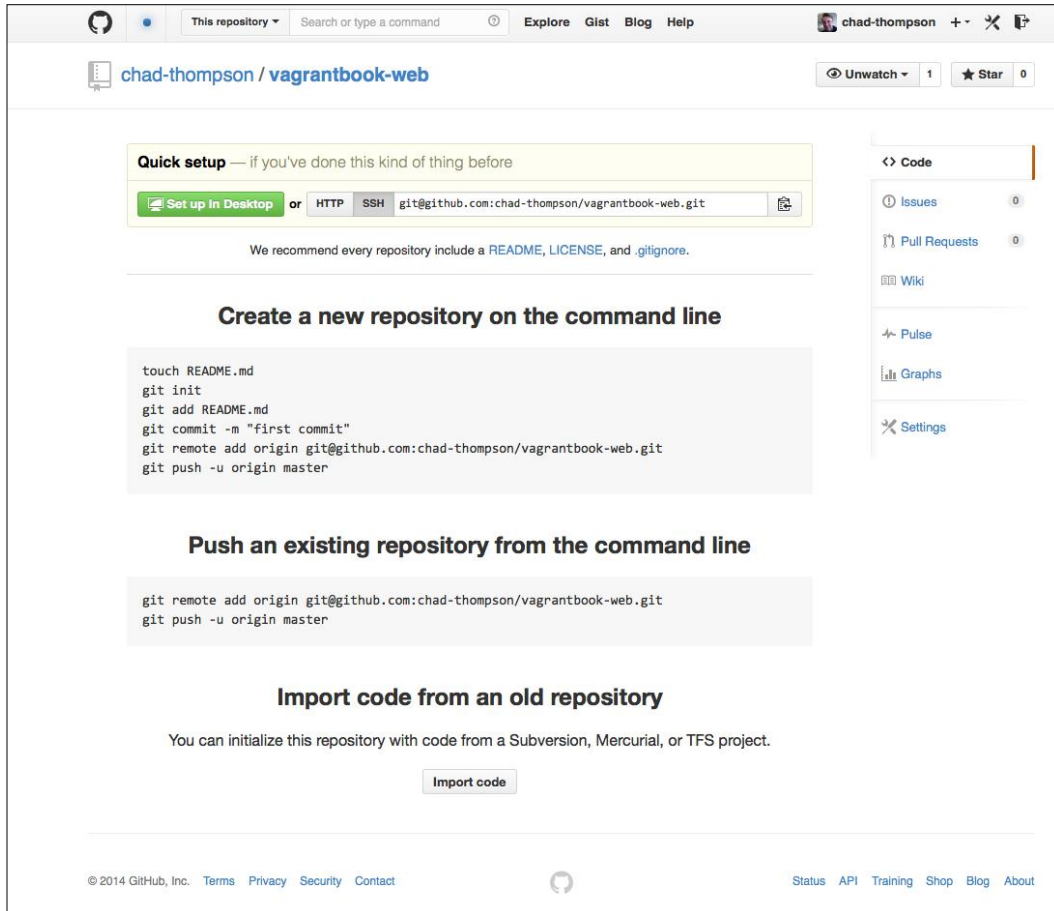 This repository Search or type a command Explore Gist Blog Help chad-thompson
chad-thompson / vagrantbook-web Unwatch 1 Star 0
Quick setup — if you've done this kind of thing before
Set up in Desktop or HTTP SSH git@github.com:chad-thompson/vagrantbook-web.git
We recommend every repository include a README, LICENSE, and .gitignore.
Create a new repository on the command line
touch README.md
git init
git add README.md
git commit -m "first commit"
git remote add origin git@github.com:chad-thompson/vagrantbook-web.git
git push -u origin master
Push an existing repository from the command line
git remote add origin git@github.com:chad-thompson/vagrantbook-web.git
git push -u origin master
Import code from an old repository
You can initialize this repository with code from a Subversion, Mercurial, or TFS project.
Import code
Code
Issues 0
Pull Requests 0
Wiki
Pulse
Graphs
Settings
© 2014 GitHub, Inc. Terms Privacy Security Contact Status API Training Shop Blog About